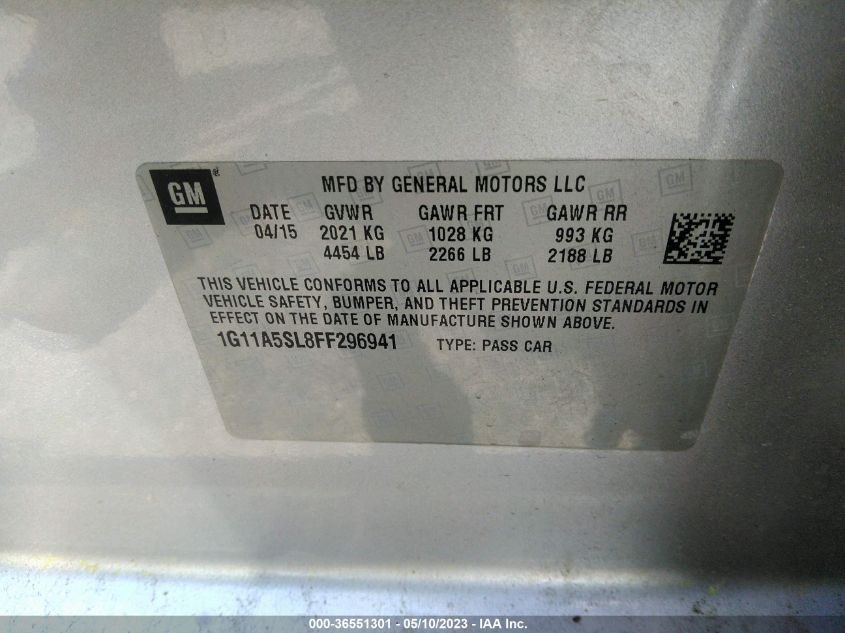 GM® MFD BY GENERAL MOTORS LLC
DATE GVWR GAWR FRT GAWR RR
04/15 2021 KG 1028 KG 993 KG
4454 LB 2266 LB 2188 LB
THIS VEHICLE CONFORMS TO ALL APPLICABLE U.S. FEDERAL MOTOR
VEHICLE SAFETY, BUMPER, AND THEFT PREVENTION STANDARDS IN
EFFECT ON THE DATE OF MANUFACTURE SHOWN ABOVE.
1G11A5SL8FF296941 TYPE: PASS CAR
000-36551301 - 05/10/2023 - IAA Inc.